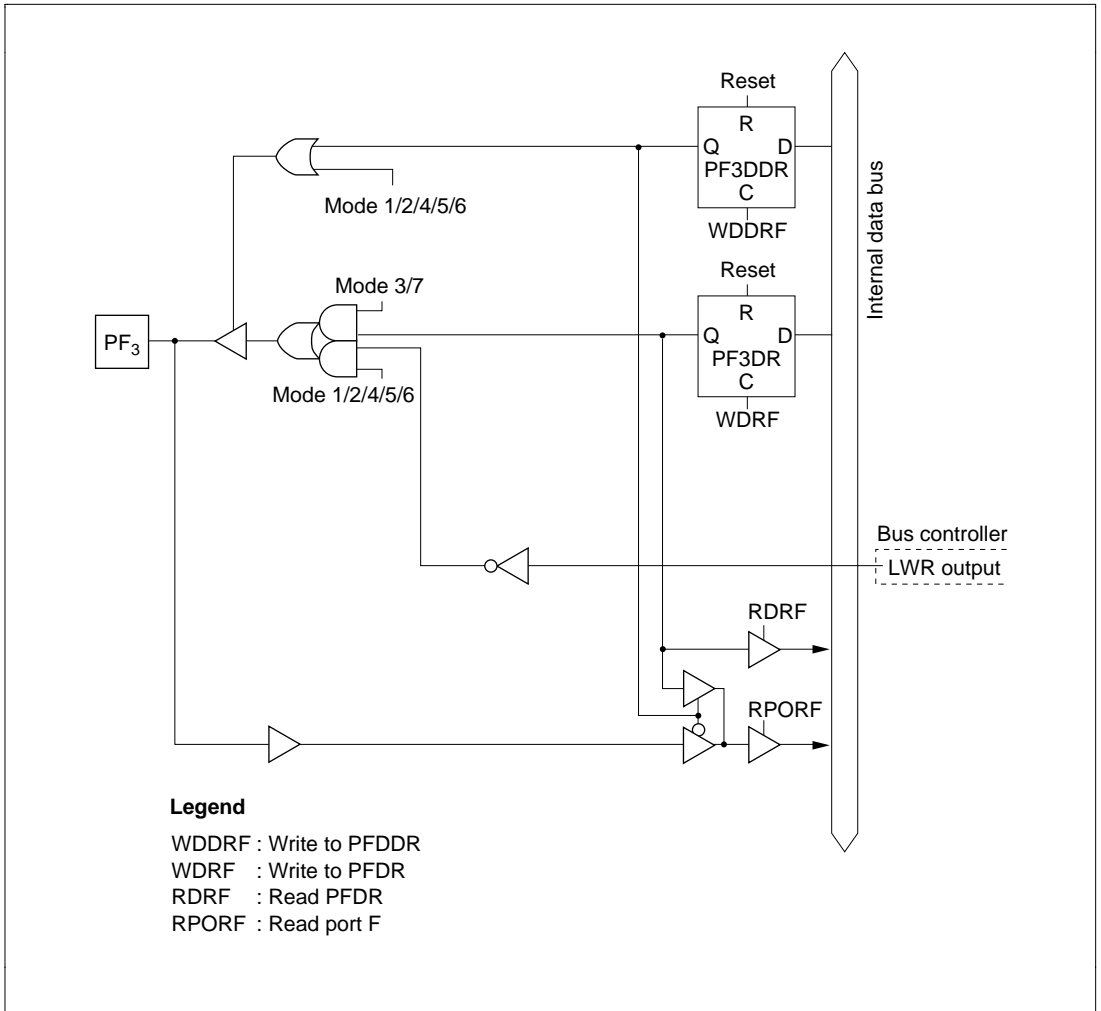 Reset
R
Q D
PF3DDR
C
WDDRF
Mode 1/2/4/5/6
Internal data bus
Reset
R
Q D
PF3DR
C
WDRF
Mode 3/7
PF3
Mode 1/2/4/5/6
Bus controller
LWR output
RDRF
RPORF
Legend
WDDRF : Write to PFDDR
WDRF : Write to PFDR
RDRF : Read PFDR
RPORF : Read port F